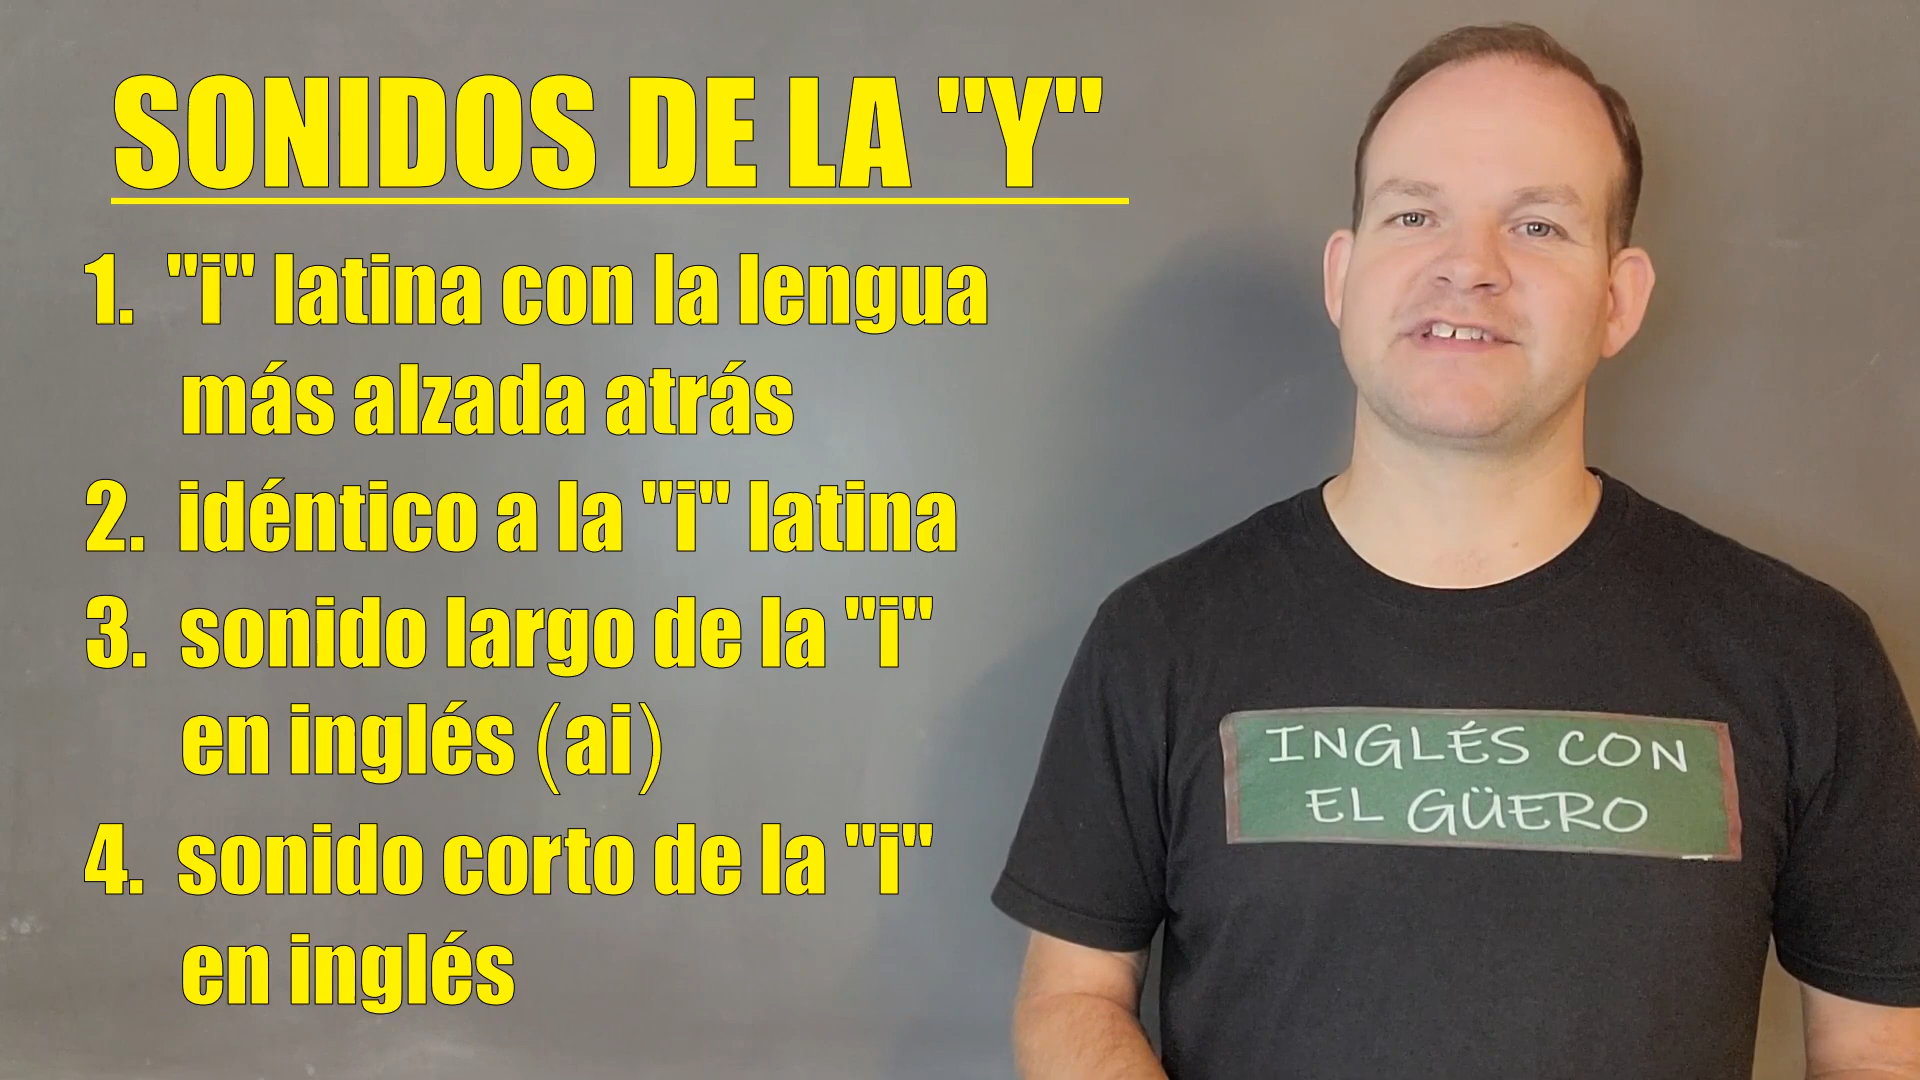 SONIDOS DE LA "Y"
1. "i" latina con la lengua
más alzada atrás
2. idéntico a la "i" latina
3. sonido largo de la "i"
en inglés (ai)
4. sonido corto de la "i"
en inglés
INGLÉS CON
EL GÜERO